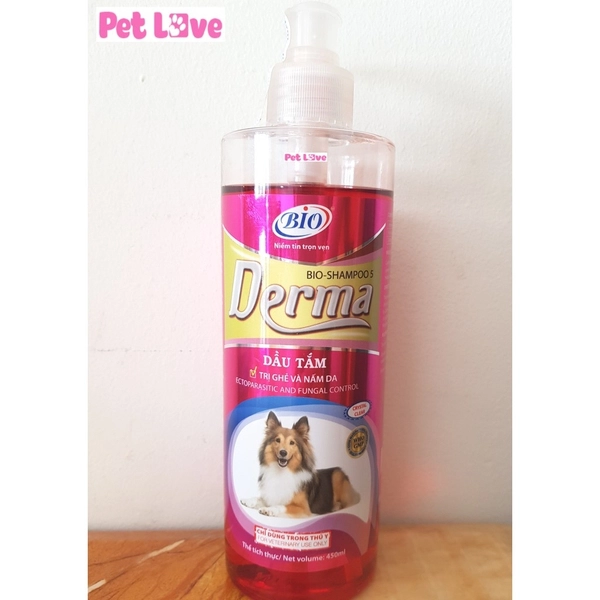 Pet Love
Pet Love
BIO
Niềm tin trọn vẹn
BIO-SHAMPOO 5
Derma
DẦU TẮM
TRỊ GHẺ VÀ NẤM DA
ECTOPARASITIC AND FUNGAL CONTROL
CRYSTAL
CLEAR
CHỈ DÙNG TRONG THÚ Y
FOR VETERINARY USE ONLY
Thể tích thực/ Net volume: 450ml